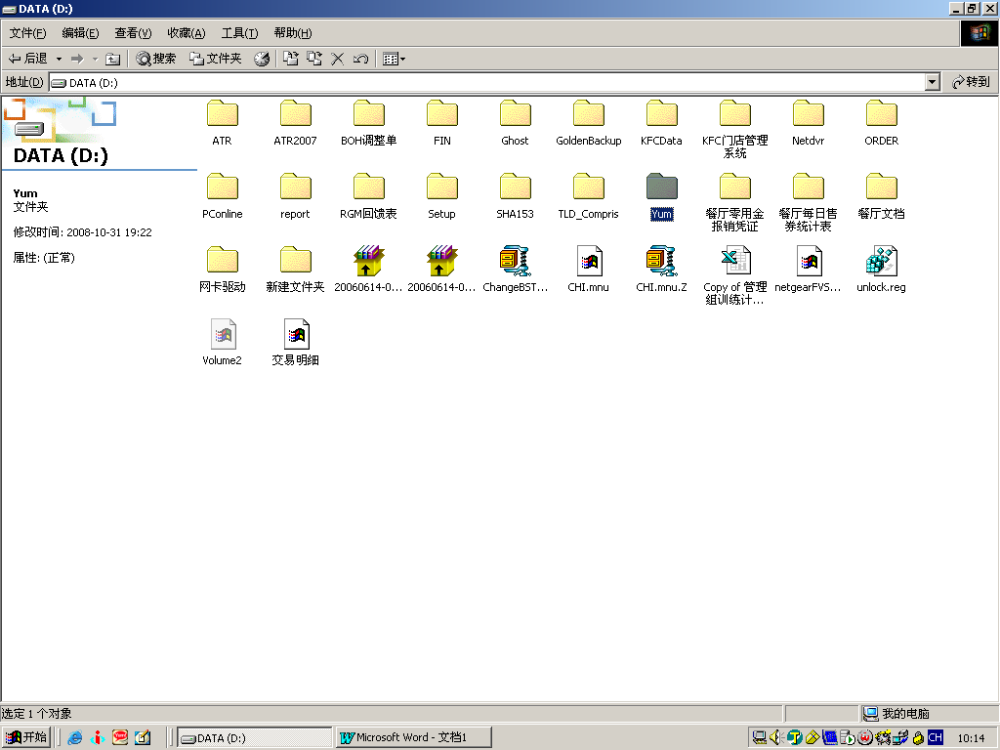 DATA (D:)
文件(F) 编辑(E) 查看(V) 收藏(A) 工具(T) 帮助(H)
后退 搜索 文件夹
地址(D) DATA (D:) 转到
DATA (D:)
Yum
文件夹
修改时间: 2008-10-31 19:22
属性: (正常)
ATR ATR2007 BOH调整单 FIN Ghost GoldenBackup KFCData KFC门店管理 Netdvr ORDER
系统
PConline report RGM回馈表 Setup SHA153 TLD_Compris Yum 餐厅零用金 餐厅每日售 餐厅文档
报销凭证 券统计表
网卡驱动 新建文件夹 20060614-0... 20060614-0... ChangeBST... CHI.mnu CHI.mnu.Z Copy of 管理 netgearFVS... unlock.reg
组训练计...
Volume2 交易明细
选定 1 个对象 我的电脑
开始 DATA (D:) Microsoft Word - 文档1 CH 10:14